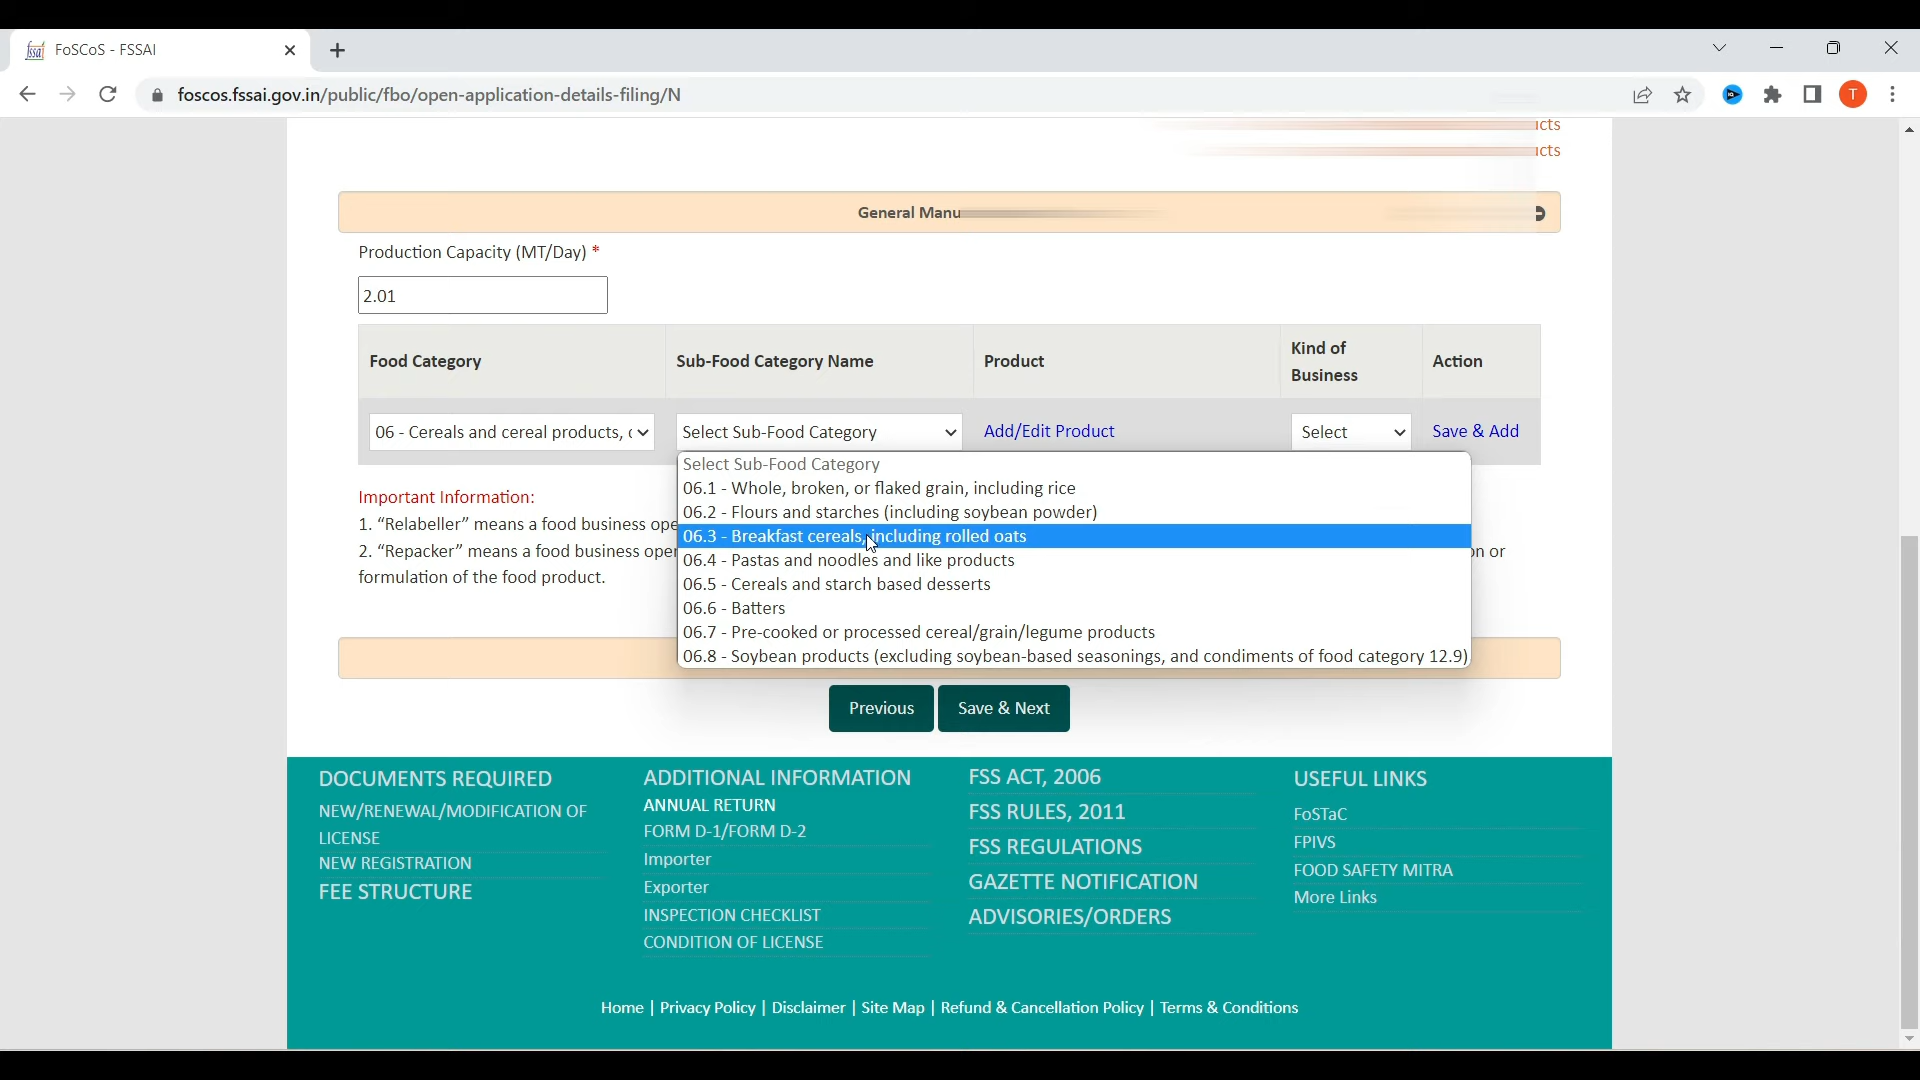 FoSCoS - FSSAI
foscos.fssai.gov.in/public/fbo/open-application-details-filing/N
T
General Manu
Production Capacity (MT/Day) *
2.01
Food Category Sub-Food Category Name Product Kind of Business Action
06 - Cereals and cereal products, Select Sub-Food Category Add/Edit Product Select Save & Add
Select Sub-Food Category
06.1 - Whole, broken, or flaked grain, including rice
06.2 - Flours and starches (including soybean powder)
06.3 - Breakfast cereals, including rolled oats
06.4 - Pastas and noodles and like products
06.5 - Cereals and starch based desserts
06.6 - Batters
06.7 - Pre-cooked or processed cereal/grain/legume products
06.8 - Soybean products (excluding soybean-based seasonings, and condiments of food category 12.9)
Important Information:
1. “Relabeller” means a food business ope
2. “Repacker” means a food business oper on or
formulation of the food product.
Previous Save & Next
DOCUMENTS REQUIRED
NEW/RENEWAL/MODIFICATION OF
LICENSE
NEW REGISTRATION
FEE STRUCTURE
ADDITIONAL INFORMATION
ANNUAL RETURN
FORM D-1/FORM D-2
Importer
Exporter
INSPECTION CHECKLIST
CONDITION OF LICENSE
FSS ACT, 2006
FSS RULES, 2011
FSS REGULATIONS
GAZETTE NOTIFICATION
ADVISORIES/ORDERS
USEFUL LINKS
FoSTaC
FPIVS
FOOD SAFETY MITRA
More Links
Home | Privacy Policy | Disclaimer | Site Map | Refund & Cancellation Policy | Terms & Conditions